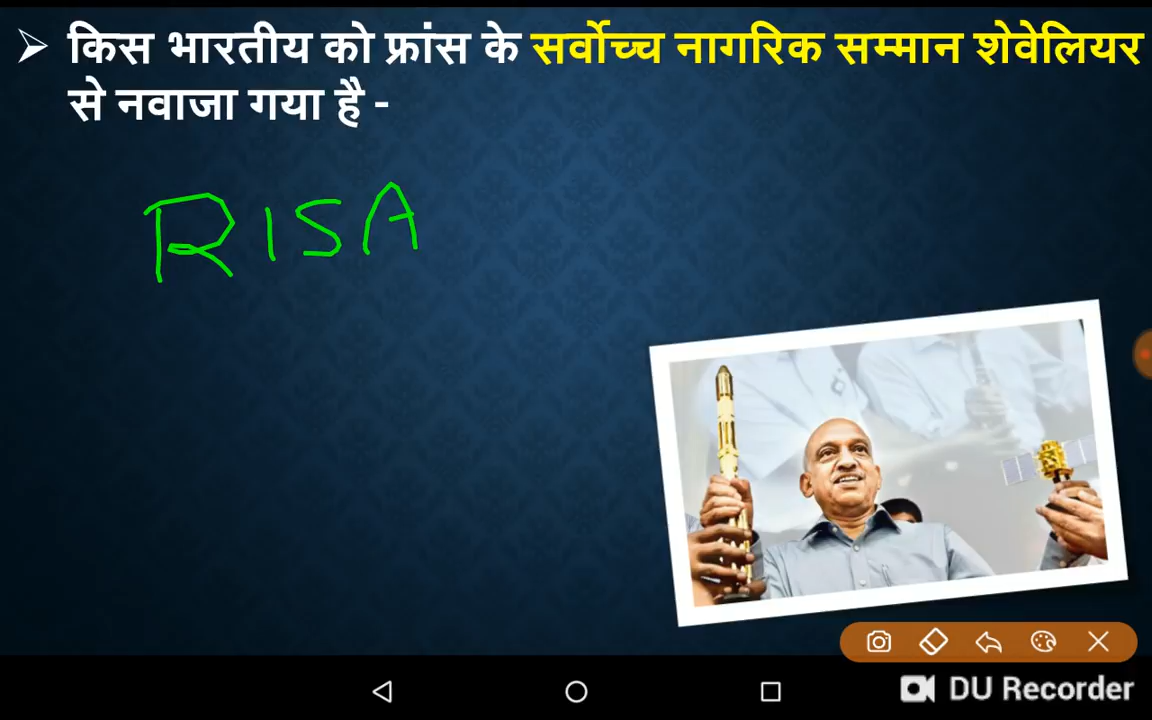 ➢ किस भारतीय को फ्रांस के सर्वोच्च नागरिक सम्मान शेवेलियर
से नवाजा गया है -
RISA
DU Recorder